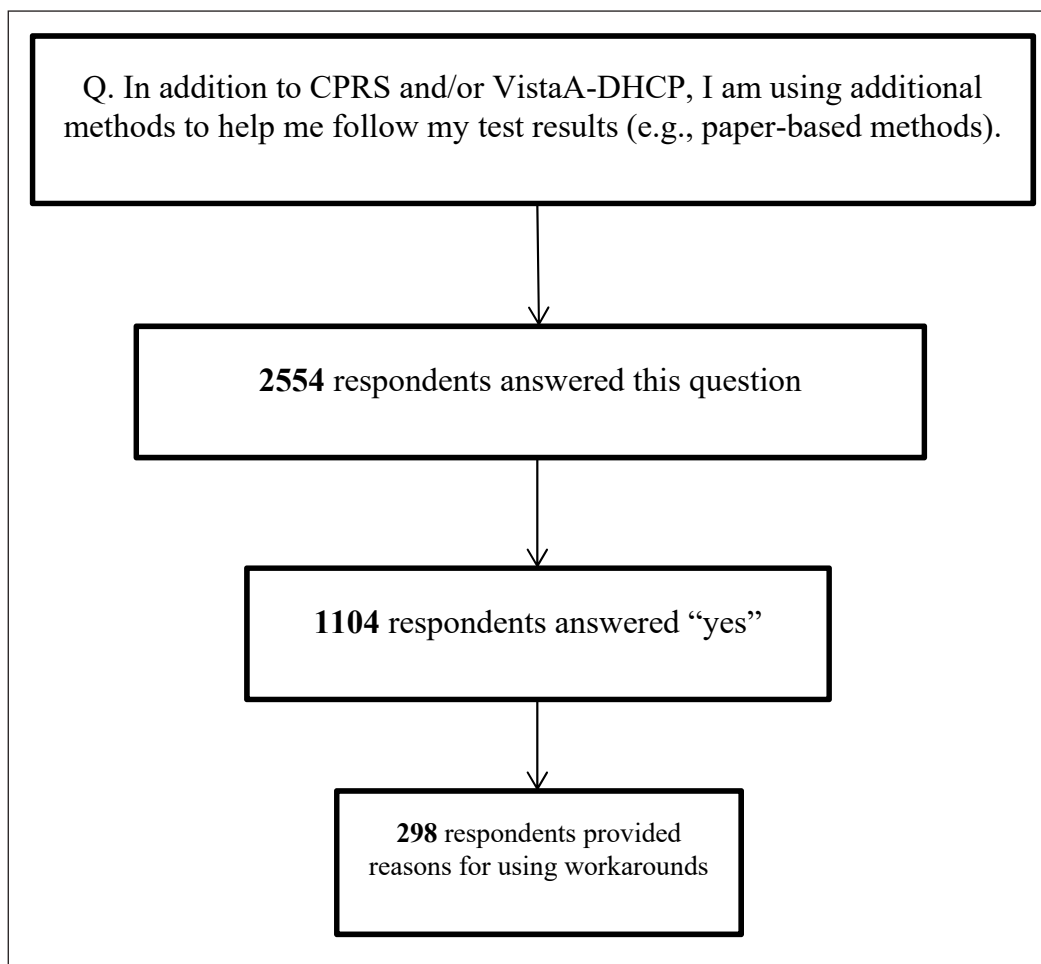 Q. In addition to CPRS and/or VistaA-DHCP, I am using additional
methods to help me follow my test results (e.g., paper-based methods).
2554 respondents answered this question
1104 respondents answered “yes”
298 respondents provided
reasons for using workarounds